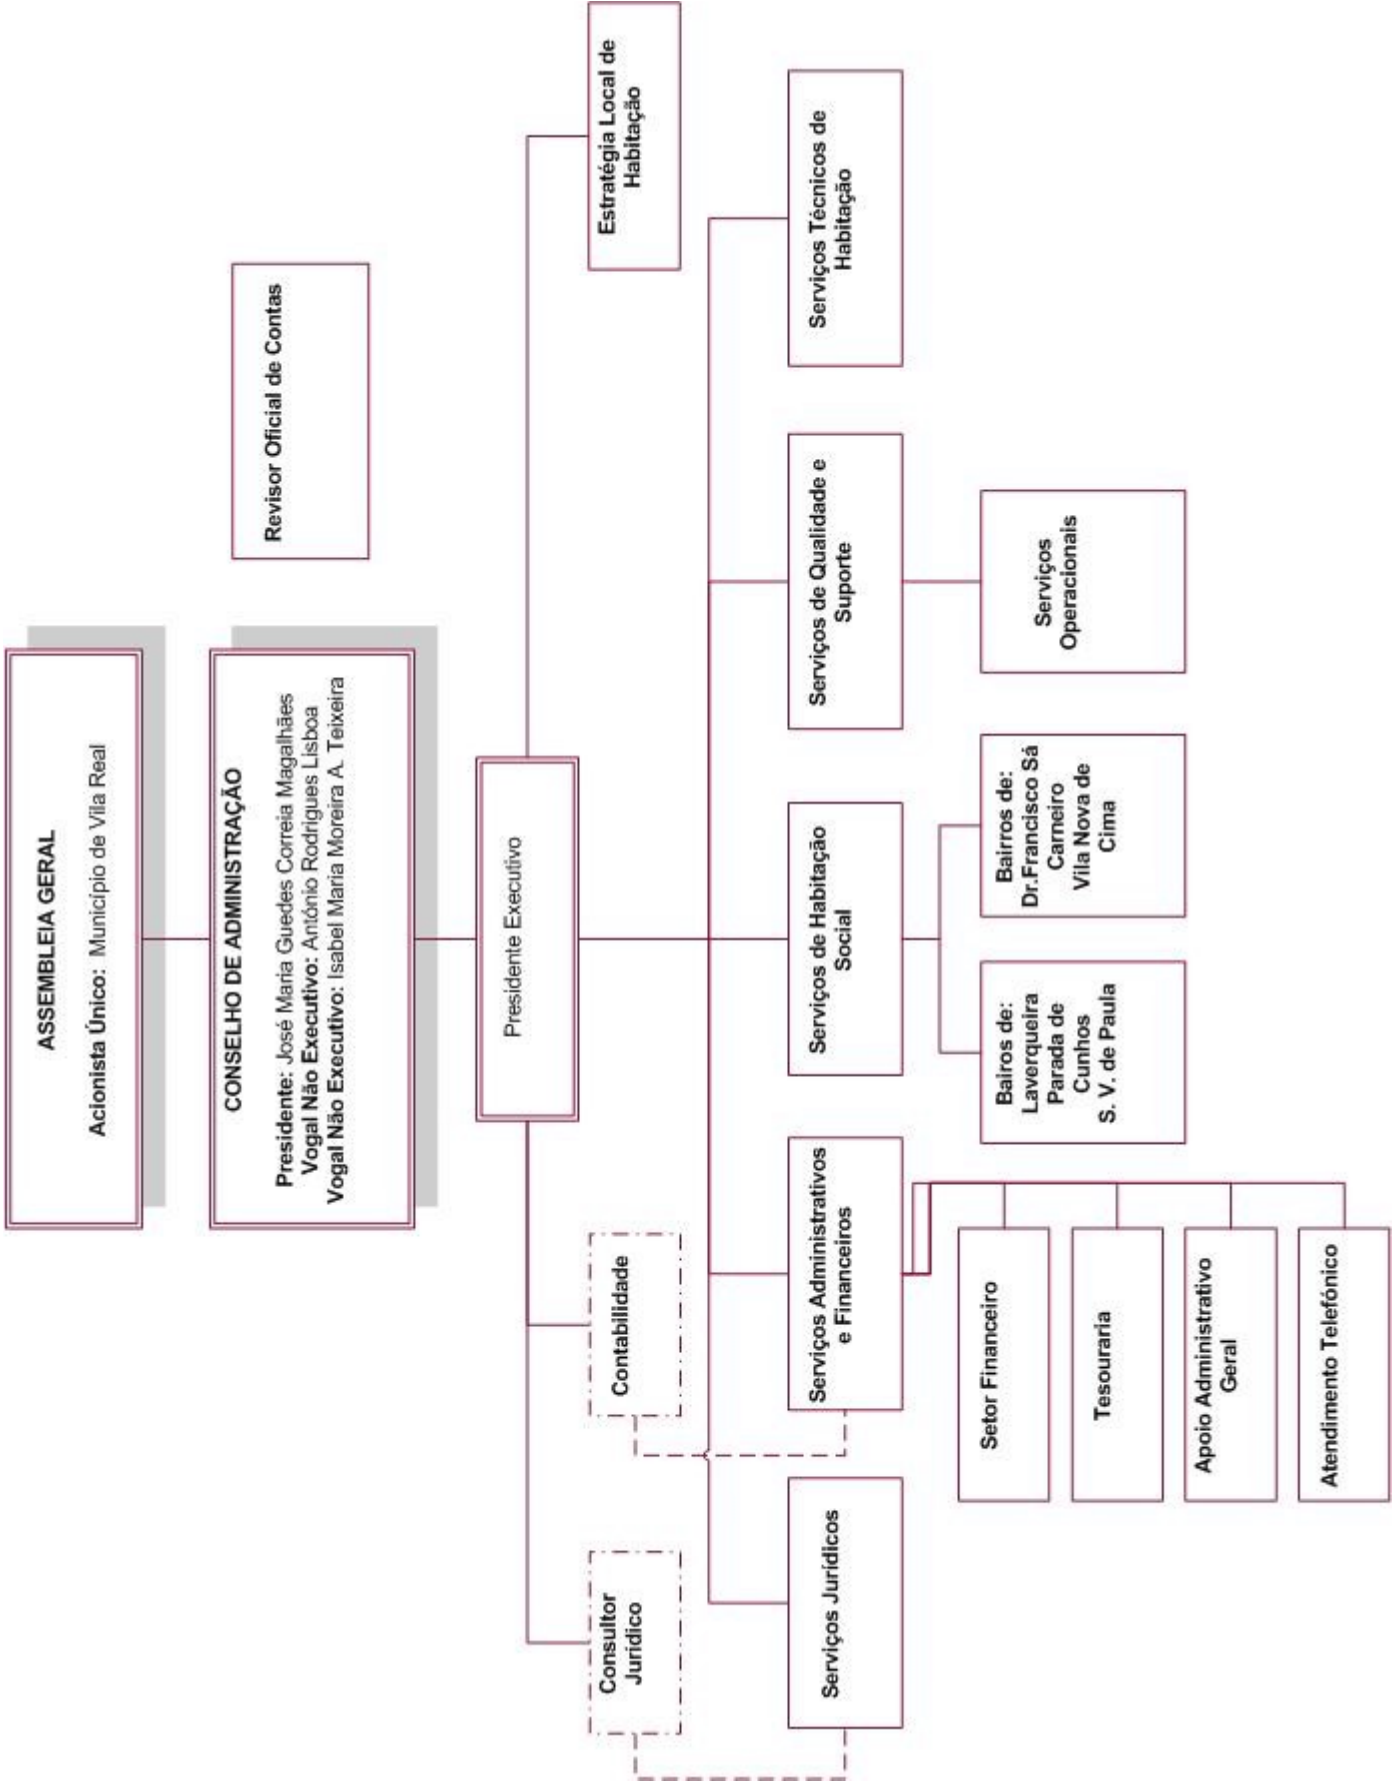 ASSEMBLEIA GERAL
Acionista Único: Município de Vila Real
CONSELHO DE ADMINISTRAÇÃO
Presidente: José Maria Guedes Correia Magalhães
Vogal Não Executivo: António Rodrigues Lisboa
Vogal Não Executivo: Isabel Maria Moreira A. Teixeira
Revisor Oficial de Contas
Presidente Executivo
Consultor
Jurídico
Contabilidade
Estratégia Local de
Habitação
Serviços Jurídicos
Serviços Administrativos
e Financeiros
Serviços de Habitação
Social
Serviços de Qualidade e
Suporte
Serviços Técnicos de
Habitação
Setor Financeiro
Tesouraria
Apoio Administrativo
Geral
Atendimento Telefónico
Bairos de:
Laverqueira
Parada de
Cunhos
S. V. de Paula
Bairros de:
Dr.Francisco Sá
Carneiro
Vila Nova de
Cima
Serviços
Operacionais